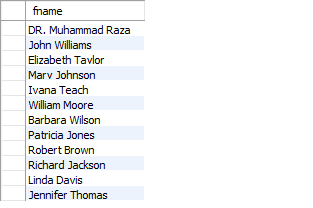 fname
DR. Muhammad Raza
John Williams
Elizabeth Taylor
Mary Johnson
Ivana Teach
William Moore
Barbara Wilson
Patricia Jones
Robert Brown
Richard Jackson
Linda Davis
Jennifer Thomas